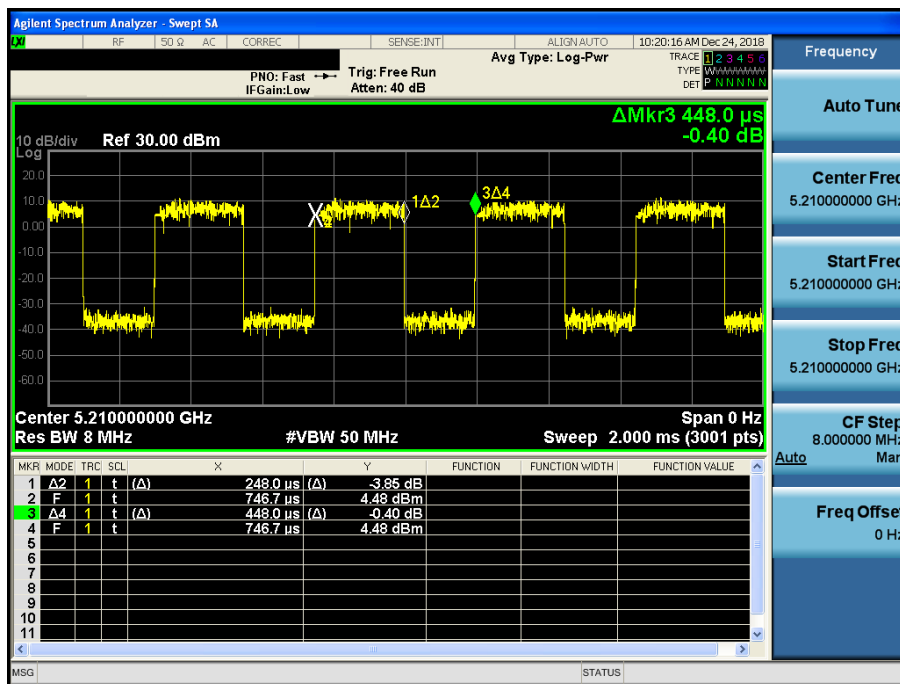 Agilent Spectrum Analyzer - Swept SA
LXI RF 50 Ω AC CORREC SENSE:INT ALIGNAUTO 10:20:16 AM Dec 24, 2018
Frequency
Avg Type: Log-Pwr
TRACE 1 2 3 4 5 6
PNO: Fast Trig: Free Run
TYPE W
IFGain:Low Atten: 40 dB
DET P N N N N N
Auto Tune
ΔMkr3 448.0 µs
-0.40 dB
10 dB/div Ref 30.00 dBm
Log
20.0
10.0
0.00
-10.0
-20.0
-30.0
-40.0
-50.0
-60.0
1Δ2
3Δ4
Center Freq
5.210000000 GHz
Start Freq
5.210000000 GHz
Stop Freq
5.210000000 GHz
Center 5.210000000 GHz Span 0 Hz
Res BW 8 MHz #VBW 50 MHz Sweep 2.000 ms (3001 pts)
CF Step
8.000000 MHz
Auto Man
MKR MODE TRC SCL X Y FUNCTION FUNCTION WIDTH FUNCTION VALUE
1 Δ2 1 t (Δ) 248.0 µs (Δ) -3.85 dB
2 F 1 t 746.7 µs 4.48 dBm
3 Δ4 1 t (Δ) 448.0 µs (Δ) -0.40 dB
4 F 1 t 746.7 µs 4.48 dBm
5
6
7
8
9
10
11
Freq Offset
0 Hz
MSG STATUS